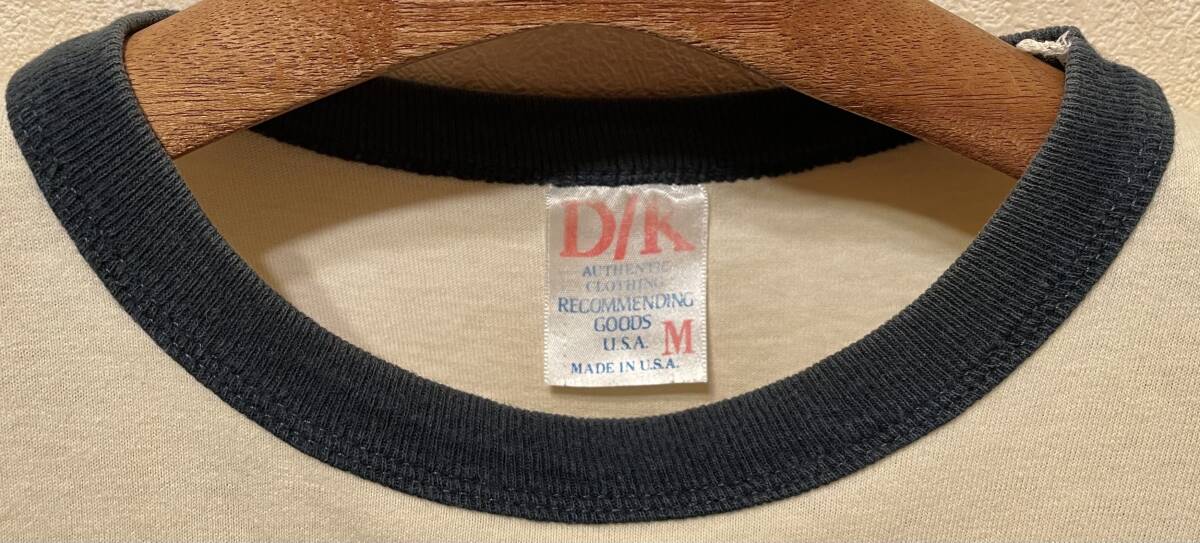 D/K
AUTHENTIC
CLOTHING
RECOMMENDING
GOODS
U.S.A. M
MADE IN U.S.A.